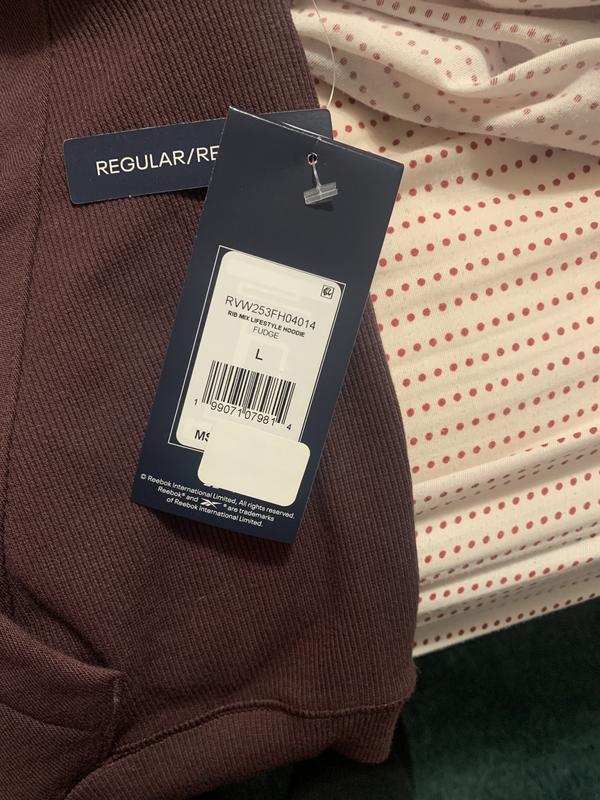 REGULAR/RE
RVW253FH04014
RIB MIX LIFESTYLE HOODIE
FUDGE
L
1 99071 07981 4
MS
© Reebok International Limited, All rights reserved.
Reebok® and ® are trademarks
of Reebok International Limited.